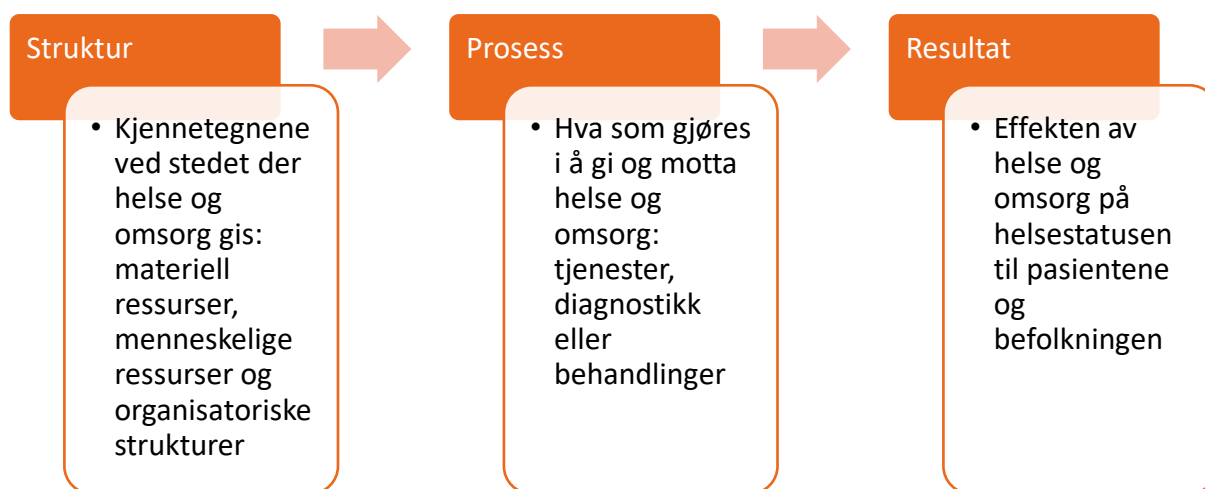 Struktur
• Kjennetegnene
ved stedet der
helse og
omsorg gis:
materiell
ressurser,
menneskelige
ressurser og
organisatoriske
strukturer
Prosess
• Hva som gjøres
i å gi og motta
helse og
omsorg:
tjenester,
diagnostikk
eller
behandlinger
Resultat
• Effekten av
helse og
omsorg på
helsestatusen
til pasientene
og
befolkningen